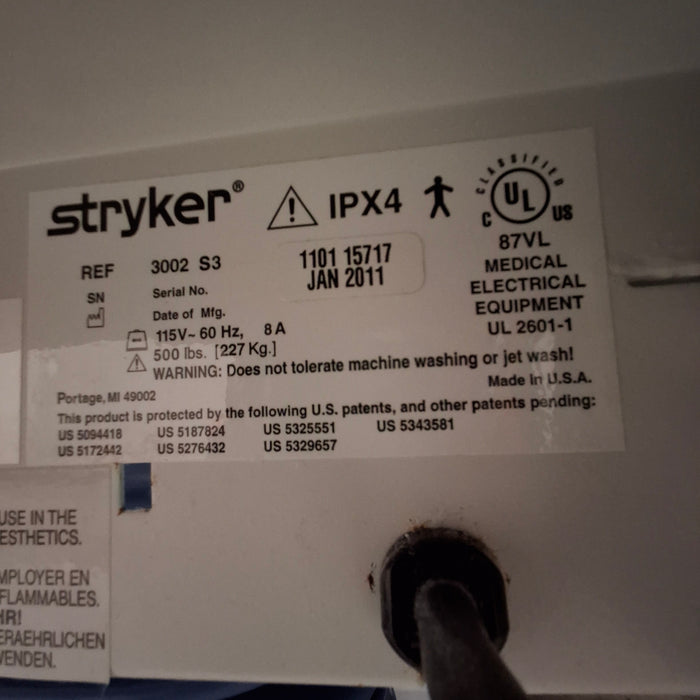 stryker® IPX4
CLASSIFIED
C UL US
87VL
MEDICAL
ELECTRICAL
EQUIPMENT
UL 2601-1
REF 3002 S3
SN Serial No. 1101 15717
Date of Mfg. JAN 2011
115V~ 60 Hz, 8 A
500 lbs. [227 Kg.]
WARNING: Does not tolerate machine washing or jet wash!
Made in U.S.A.
Portage, MI 49002
This product is protected by the following U.S. patents, and other patents pending:
US 5094418 US 5187824 US 5325551 US 5343581
US 5172442 US 5276432 US 5329657
USE IN THE
ESTHETICS.
MPLOYER EN
FLAMMABLES.
HR!
ERAEHRLICHEN
VENDEN.